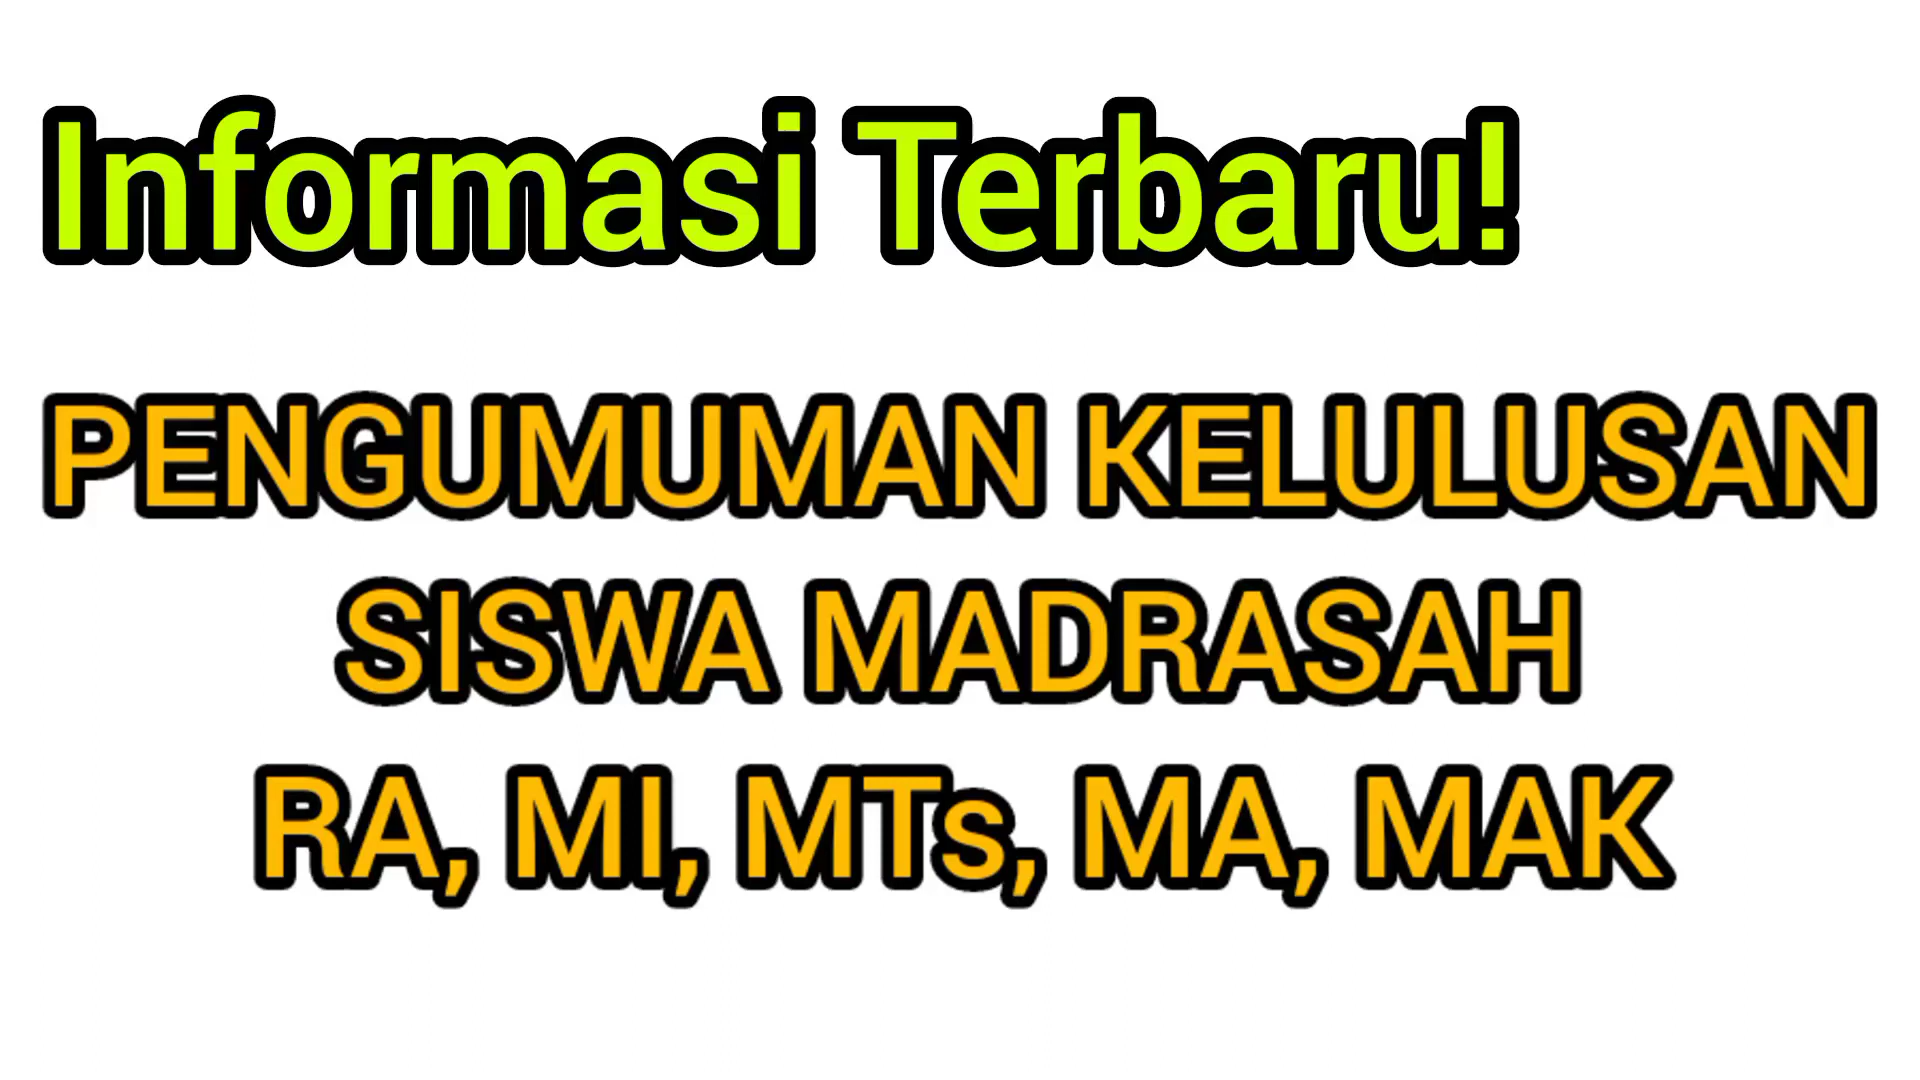 Informasi Terbaru!
PENGUMUMAN KELULUSAN
SISWA MADRASAH
RA, MI, MTs, MA, MAK